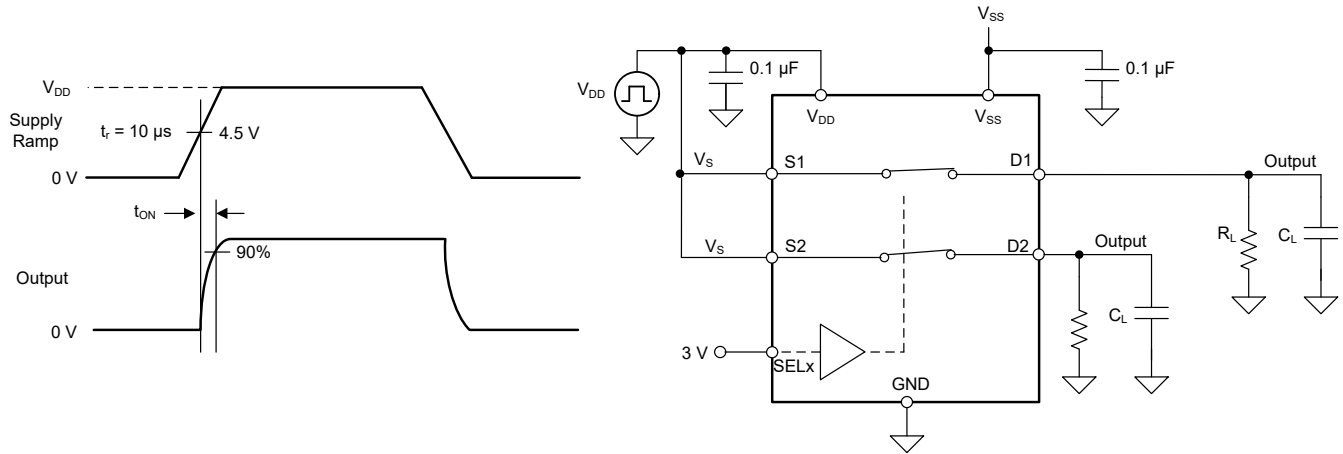 V_DD
Supply
Ramp
t_r = 10 µs
4.5 V
0 V
t_ON
90%
Output
0 V
V_SS
0.1 µF
0.1 µF
V_DD
V_DD
V_SS
V_S
S1
D1
Output
R_L
C_L
V_S
S2
D2
Output
C_L
3 V
SELx
GND